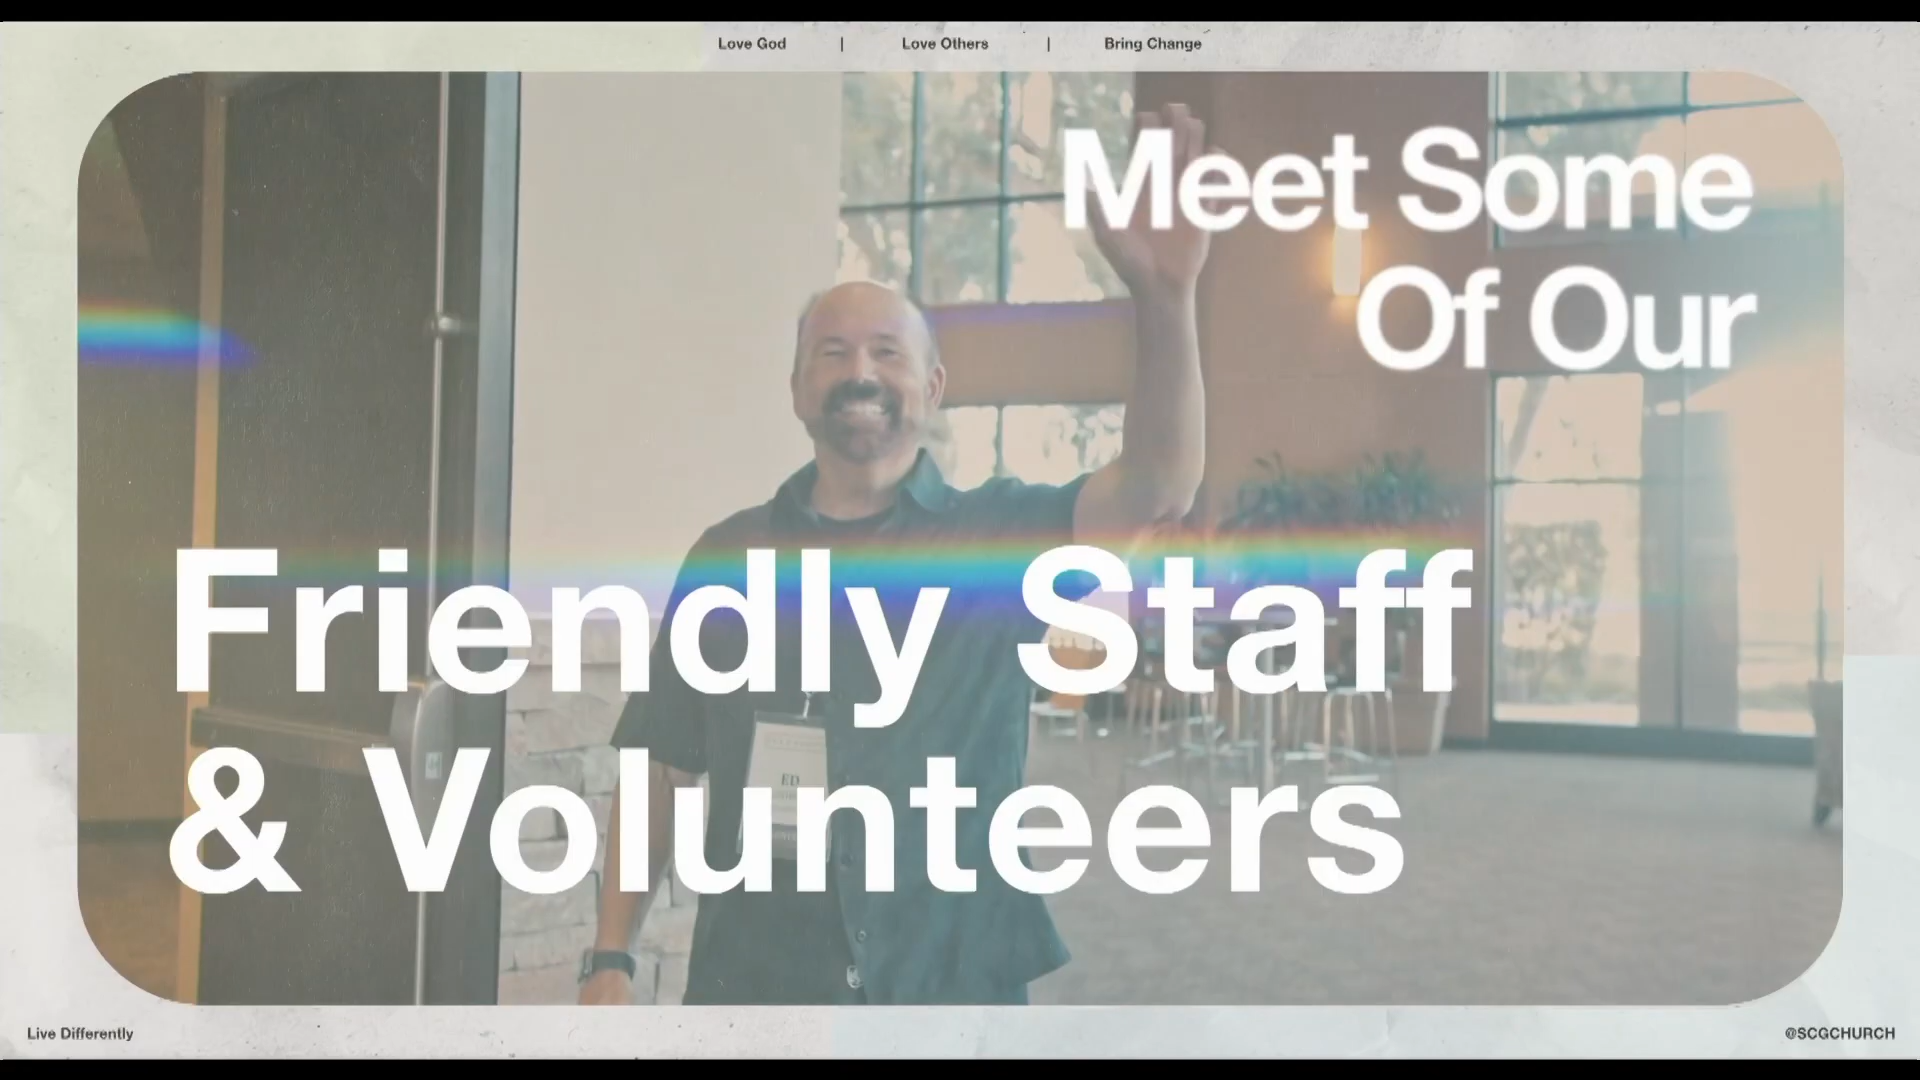 Love God | Love Others | Bring Change
Meet Some
Of Our
Friendly Staff
& Volunteers
ED
Live Differently
@SCGCHURCH